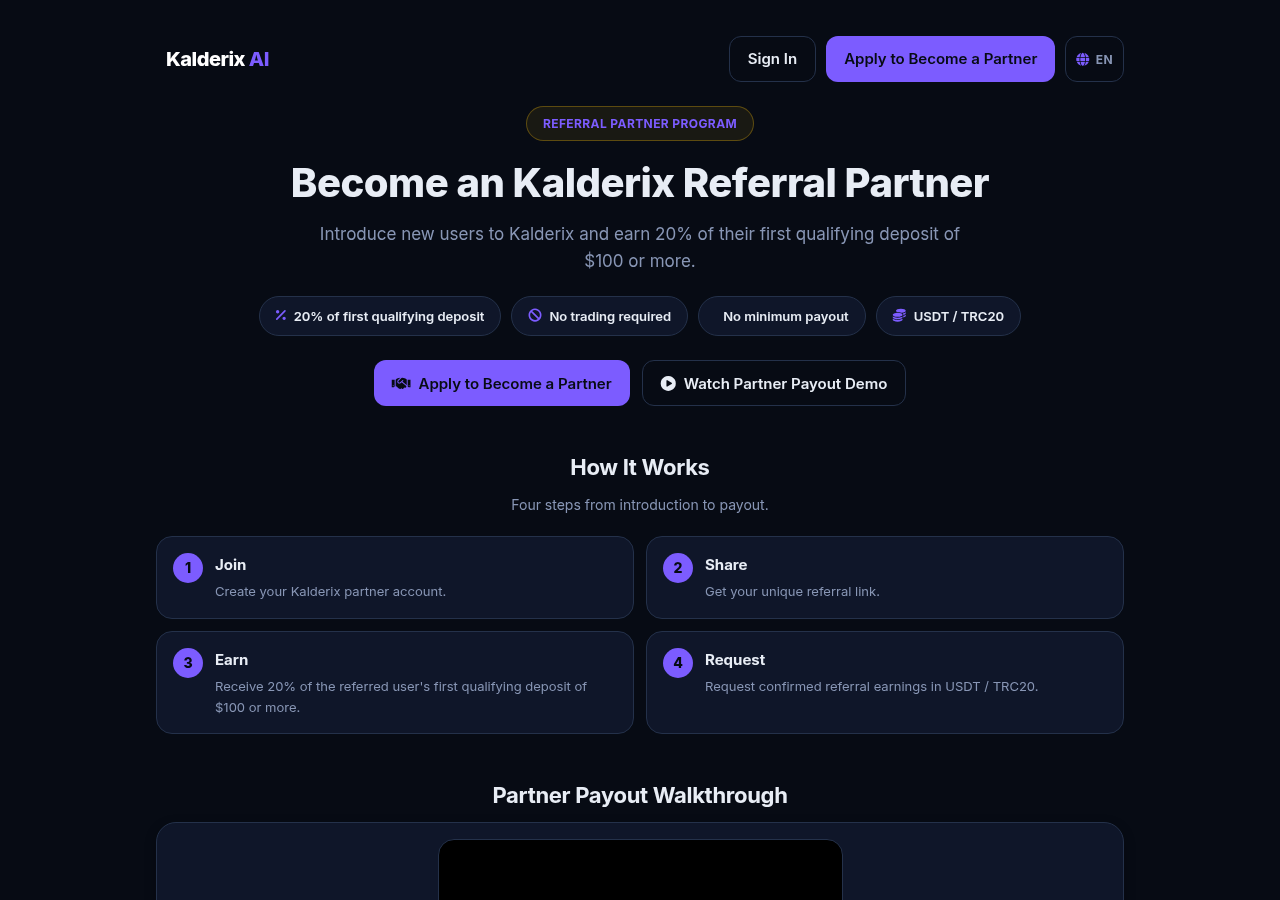 Kalderix AI
Sign In
Apply to Become a Partner
EN
REFERRAL PARTNER PROGRAM
Become an Kalderix Referral Partner
Introduce new users to Kalderix and earn 20% of their first qualifying deposit of
$100 or more.
20% of first qualifying deposit
No trading required
No minimum payout
USDT / TRC20
Apply to Become a Partner
Watch Partner Payout Demo
How It Works
Four steps from introduction to payout.
1
Join
Create your Kalderix partner account.
2
Share
Get your unique referral link.
3
Earn
Receive 20% of the referred user's first qualifying deposit of
$100 or more.
4
Request
Request confirmed referral earnings in USDT / TRC20.
Partner Payout Walkthrough